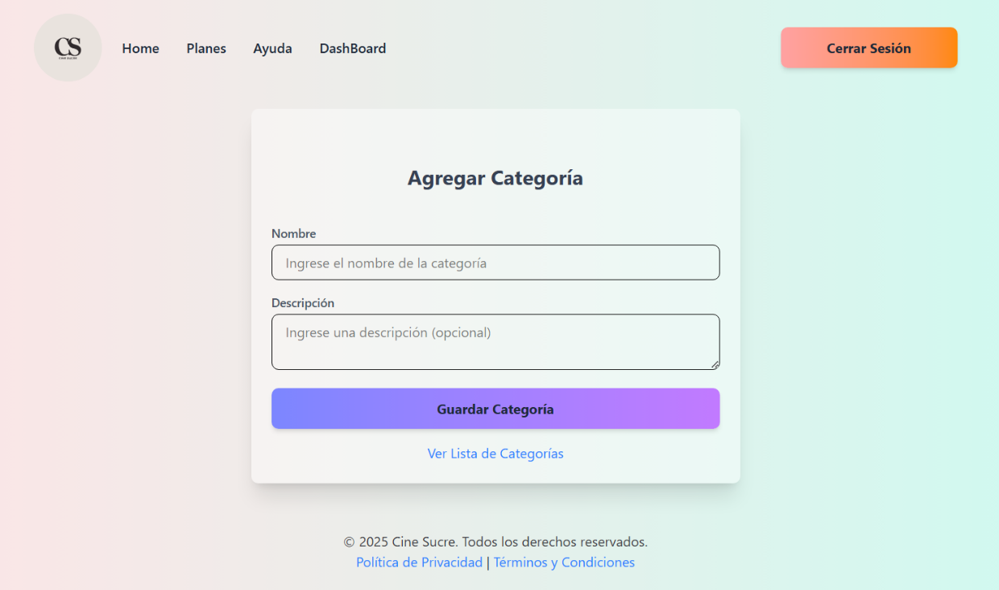 CS
CINE SUCRE
Home Planes Ayuda DashBoard
Cerrar Sesión
Agregar Categoría
Nombre
Ingrese el nombre de la categoría
Descripción
Ingrese una descripción (opcional)
Guardar Categoría
Ver Lista de Categorías
© 2025 Cine Sucre. Todos los derechos reservados.
Política de Privacidad | Términos y Condiciones